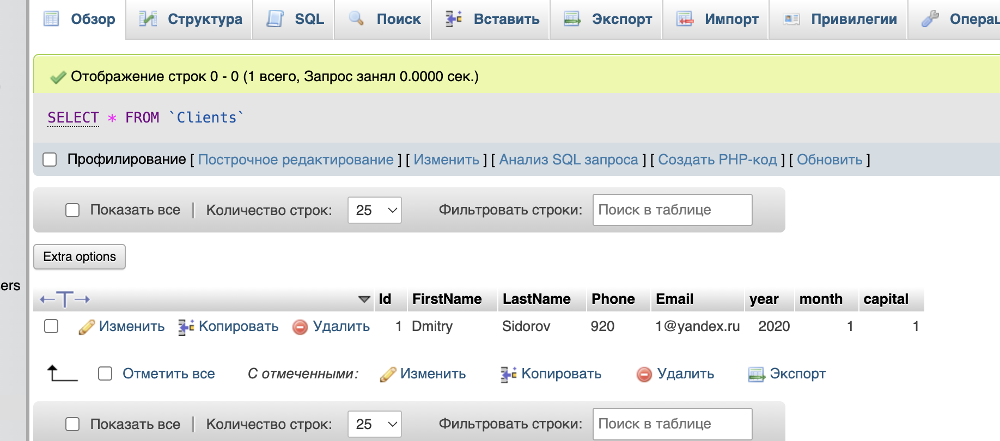 Обзор Структура SQL Поиск Вставить Экспорт Импорт Привилегии Операц
Отображение строк 0 - 0 (1 всего, Запрос занял 0.0000 сек.)
SELECT * FROM `Clients`
Профилирование [ Построчное редактирование ] [ Изменить ] [ Анализ SQL запроса ] [ Создать PHP-код ] [ Обновить ]
Показать все | Количество строк: 25 Фильтровать строки: Поиск в таблице
Extra options
ers
Id FirstName LastName Phone Email year month capital
Изменить Копировать Удалить 1 Dmitry Sidorov 920 1@yandex.ru 2020 1 1
Отметить все С отмеченными: Изменить Копировать Удалить Экспорт
Показать все | Количество строк: 25 Фильтровать строки: Поиск в таблице